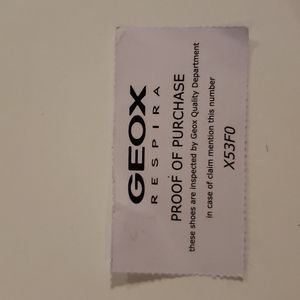 GEOX
RESPIRA
PROOF OF PURCHASE
these shoes are inspected by Geox Quality Department
in case of claim mention this number
X53F0